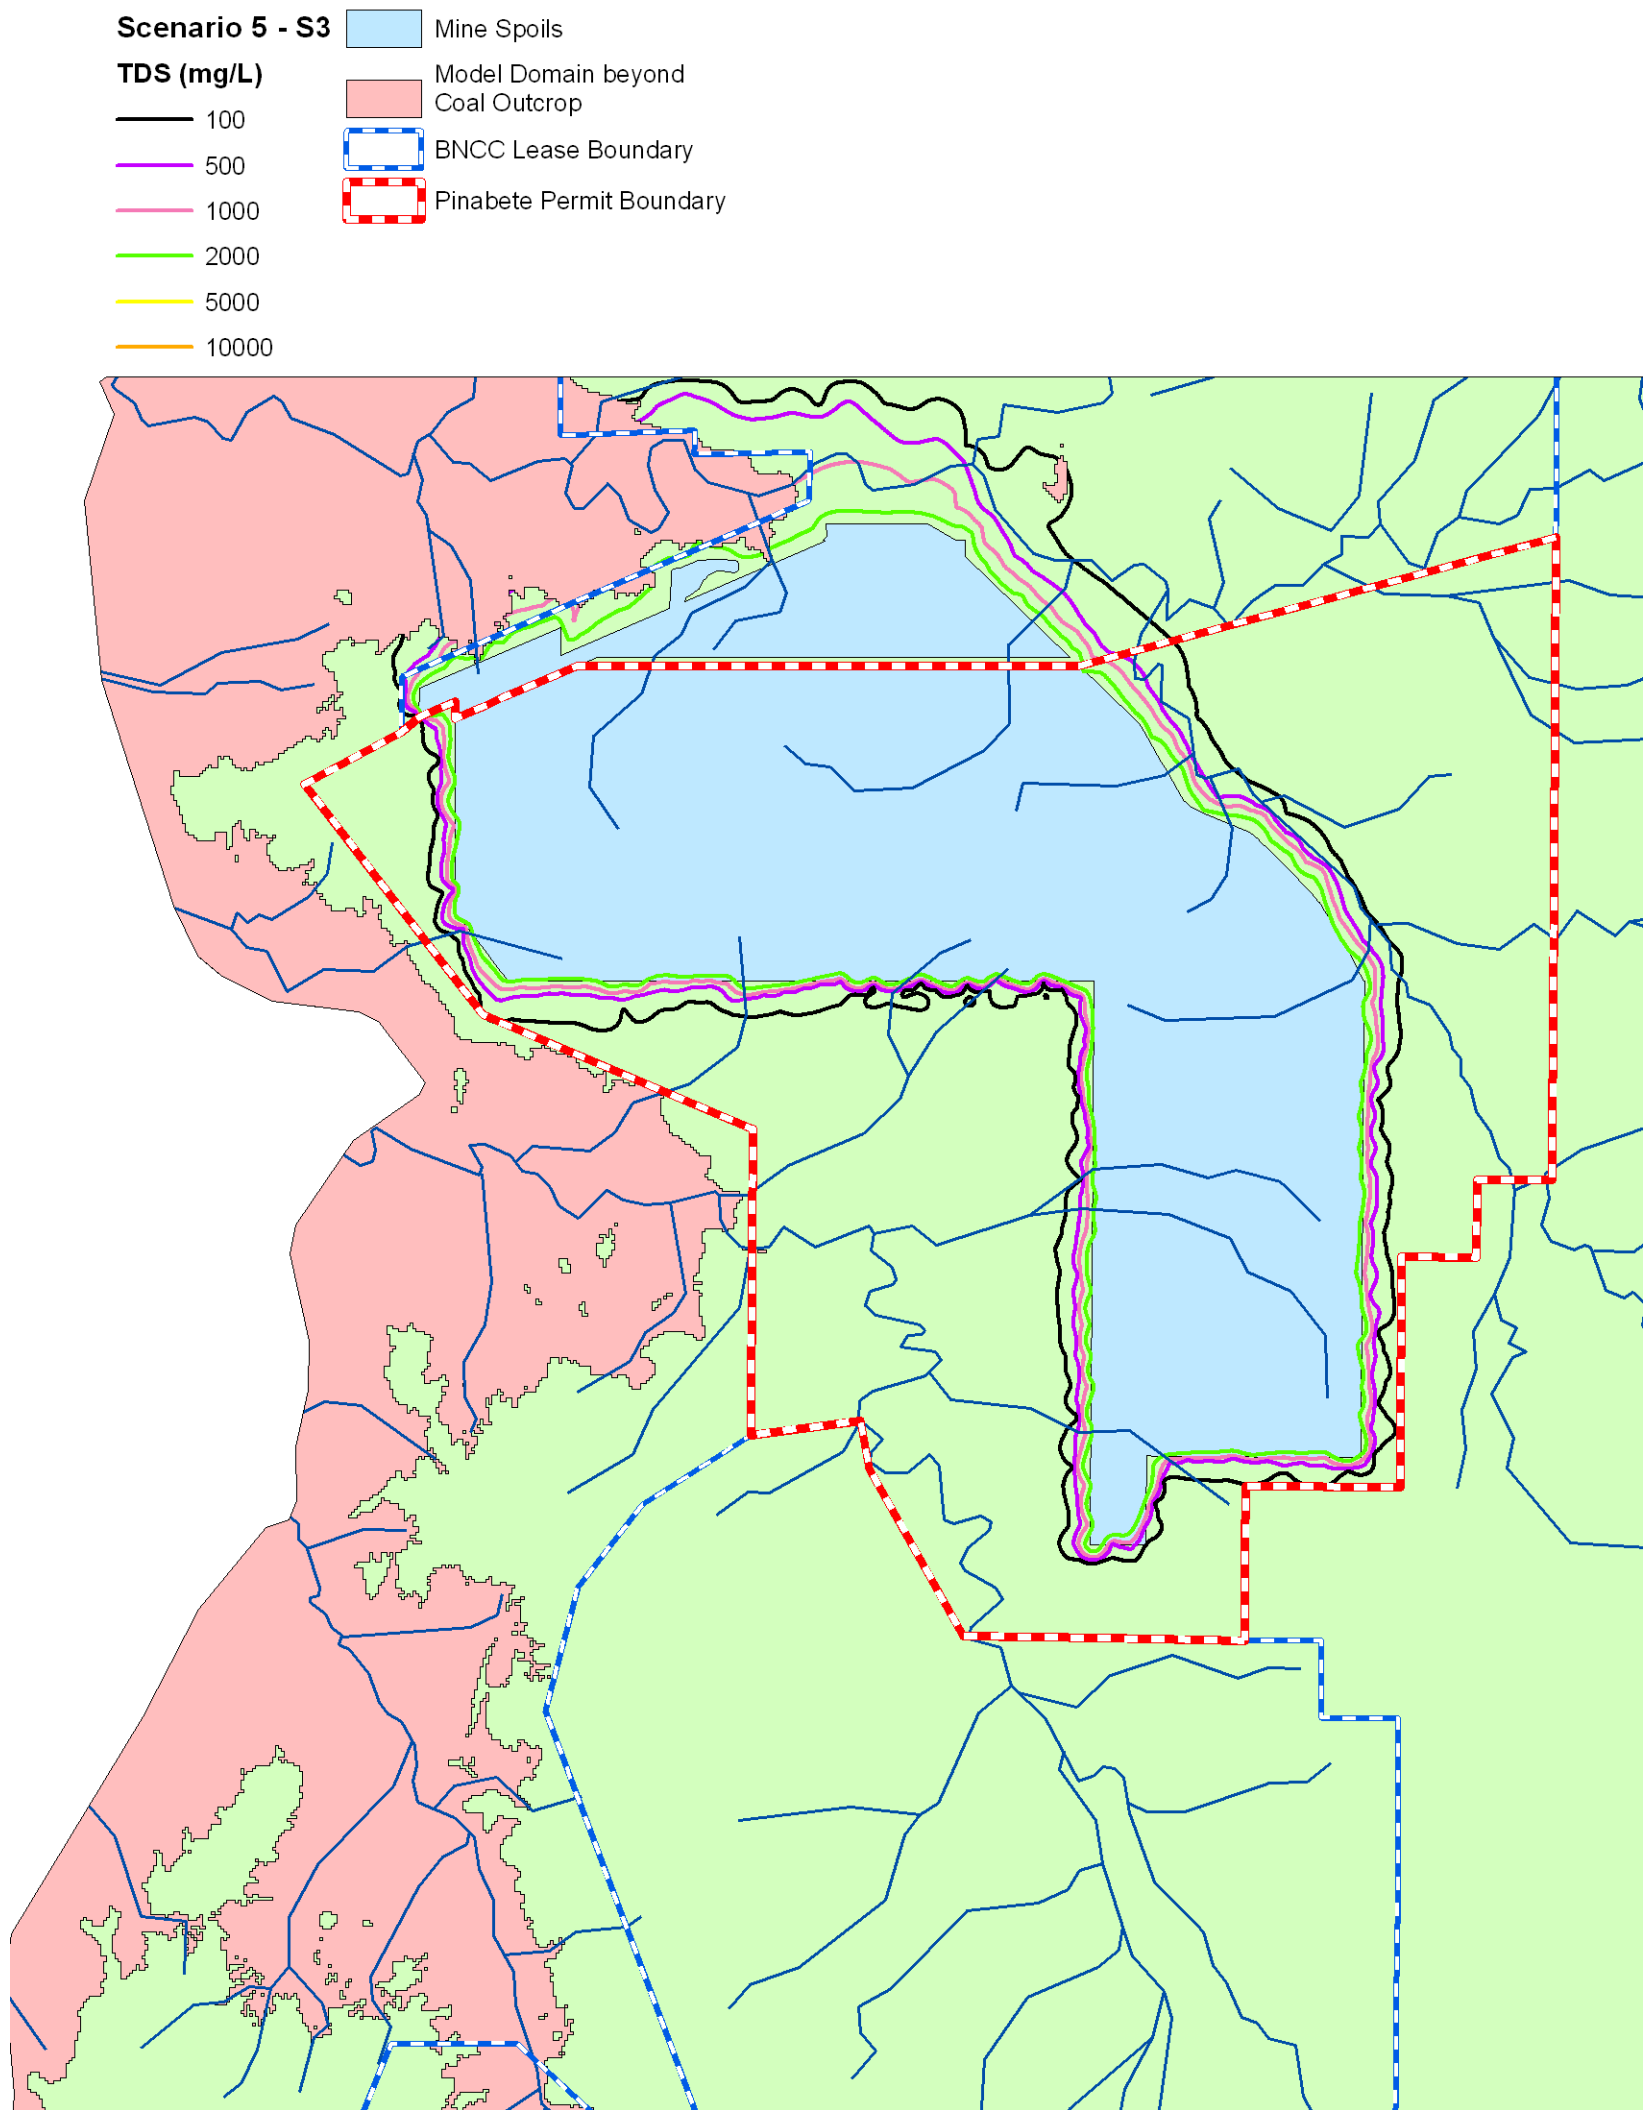 Scenario 5 - S3
TDS (mg/L)
100
500
1000
2000
5000
10000
Mine Spoils
Model Domain beyond
Coal Outcrop
BNCC Lease Boundary
Pinabete Permit Boundary